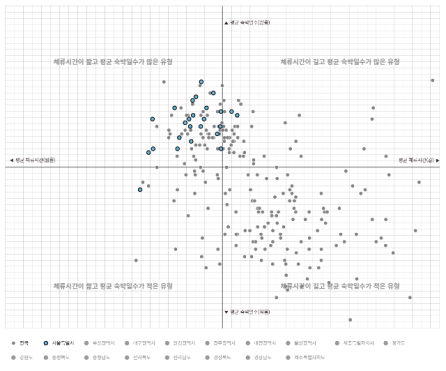 ▲ 평균 숙박일수(많음)
체류시간이 짧고 평균 숙박일수가 많은 유형
체류시간이 길고 평균 숙박일수가 많은 유형
◀ 평균 체류시간(짧음)
평균 체류시간(김) ▶
체류시간이 짧고 평균 숙박일수가 적은 유형
체류시간이 길고 평균 숙박일수가 적은 유형
▼ 평균 숙박일수(적음)
전국 서울특별시 부산광역시 대구광역시 인천광역시 광주광역시 대전광역시 울산광역시 세종특별자치시 경기도
강원도 충청북도 충청남도 전라북도 전라남도 경상북도 경상남도 제주특별자치도